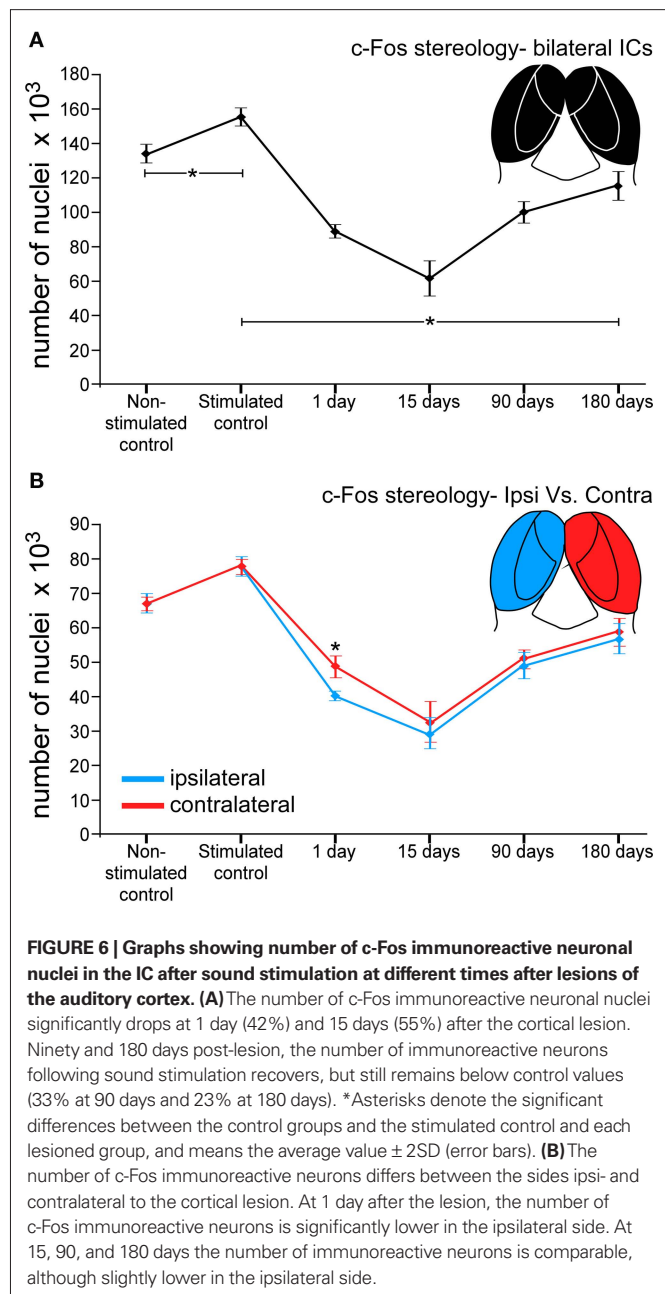 A
c-Fos stereology- bilateral ICs
number of nuclei x 10³
180
160
140
120
100
80
60
40
20
0
*
*
Non-stimulated control
Stimulated control
1 day
15 days
90 days
180 days
B
c-Fos stereology- Ipsi Vs. Contra
number of nuclei x 10³
90
80
70
60
50
40
30
20
10
0
*
ipsilateral
contralateral
Non-stimulated control
Stimulated control
1 day
15 days
90 days
180 days
FIGURE 6 | Graphs showing number of c-Fos immunoreactive neuronal
nuclei in the IC after sound stimulation at different times after lesions of
the auditory cortex. (A) The number of c-Fos immunoreactive neuronal nuclei
significantly drops at 1 day (42%) and 15 days (55%) after the cortical lesion.
Ninety and 180 days post-lesion, the number of immunoreactive neurons
following sound stimulation recovers, but still remains below control values
(33% at 90 days and 23% at 180 days). *Asterisks denote the significant
differences between the control groups and the stimulated control and each
lesioned group, and means the average value ± 2SD (error bars). (B) The
number of c-Fos immunoreactive neurons differs between the sides ipsi- and
contralateral to the cortical lesion. At 1 day after the lesion, the number of
c-Fos immunoreactive neurons is significantly lower in the ipsilateral side. At
15, 90, and 180 days the number of immunoreactive neurons is comparable,
although slightly lower in the ipsilateral side.